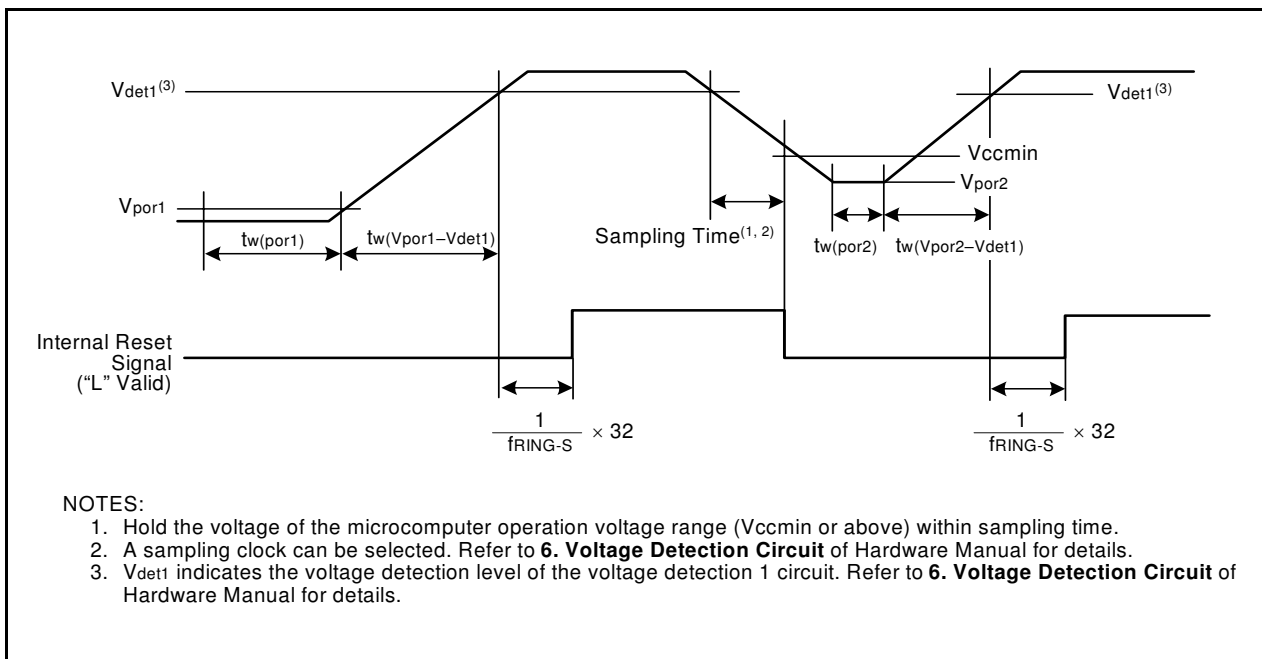 Vdet1(3)
Vdet1(3)
Vccmin
Vpor1
Vpor2
tw(por1)
tw(Vpor1–Vdet1)
Sampling Time(1, 2)
tw(por2)
tw(Vpor2–Vdet1)
Internal Reset
Signal
(“L” Valid)
1
fRING-S
× 32
1
fRING-S
× 32
NOTES:
1. Hold the voltage of the microcomputer operation voltage range (Vccmin or above) within sampling time.
2. A sampling clock can be selected. Refer to 6. Voltage Detection Circuit of Hardware Manual for details.
3. Vdet1 indicates the voltage detection level of the voltage detection 1 circuit. Refer to 6. Voltage Detection Circuit of
Hardware Manual for details.